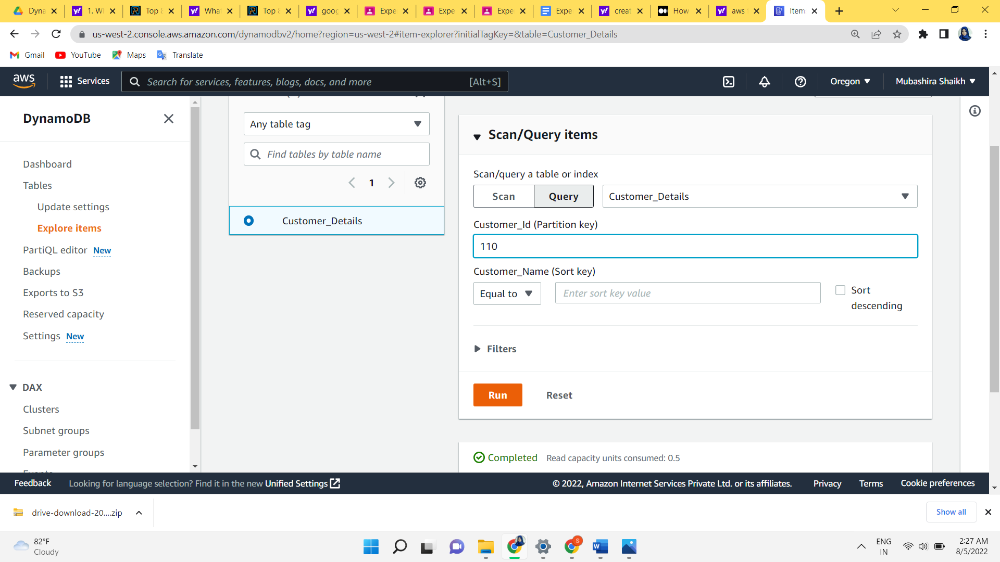 Dyna
1. W
Top
What
Top
goog
Expe
Expe
Expe
Expe
creat
How
aws
Item
us-west-2.console.aws.amazon.com/dynamodbv2/home?region=us-west-2#item-explorer?initialTagKey=&table=Customer_Details
Gmail
YouTube
Maps
Translate
aws
Services
Search for services, features, blogs, docs, and more
[Alt+S]
Oregon
Mubashira Shaikh
DynamoDB
Dashboard
Tables
Update settings
Explore items
PartiQL editor New
Backups
Exports to S3
Reserved capacity
Settings New
DAX
Clusters
Subnet groups
Parameter groups
Any table tag
Find tables by table name
1
Customer_Details
Scan/Query items
Scan/query a table or index
Scan
Query
Customer_Details
Customer_Id (Partition key)
110
Customer_Name (Sort key)
Equal to
Enter sort key value
Sort
descending
Filters
Run
Reset
Completed
Read capacity units consumed: 0.5
Feedback
Looking for language selection? Find it in the new Unified Settings
© 2022, Amazon Internet Services Private Ltd. or its affiliates.
Privacy
Terms
Cookie preferences
drive-download-20....zip
Show all
82°F
Cloudy
S
W
ENG
IN
2:27 AM
8/5/2022